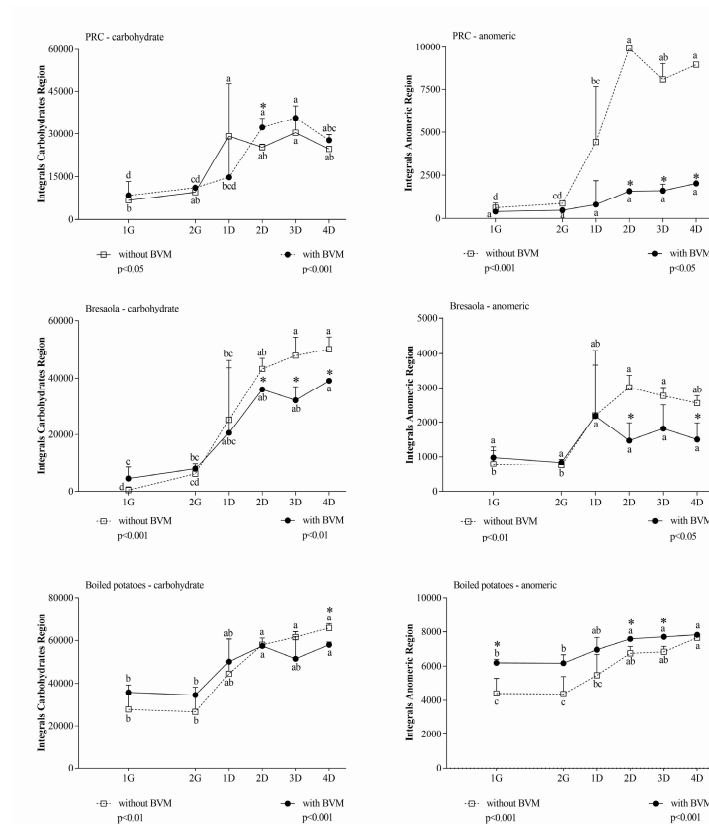 PRC - carbohydrate
Integrals Carbohydrates Region
60000
45000
30000
15000
0
d
b
cd
ab
a
bcd
*
a
ab
a
a
abc
ab
1G 2G 1D 2D 3D 4D
without BVM with BVM
p<0.05 p<0.001
PRC - anomeric
Integrals Anomeric Region
10000
7500
5000
2500
0
d
a
cd
a
bc
a
a
*
a
ab
*
a
a
*
a
1G 2G 1D 2D 3D 4D
without BVM with BVM
p<0.001 p<0.05
Bresaola - carbohydrate
Integrals Carbohydrates Region
60000
40000
20000
0
c
d
bc
cd
bc
abc
ab
*
ab
a
*
ab
a
*
a
1G 2G 1D 2D 3D 4D
without BVM with BVM
p<0.001 p<0.01
Bresaola - anomeric
Integrals Anomeric Region
5000
4000
3000
2000
1000
0
a
b
a
b
ab
a
a
*
a
a
a
ab
*
a
1G 2G 1D 2D 3D 4D
without BVM with BVM
p<0.01 p<0.05
Boiled potatoes - carbohydrate
Integrals Carbohydrates Region
80000
60000
40000
20000
0
b
b
b
b
ab
ab
a
a
a
ab
*
a
a
1G 2G 1D 2D 3D 4D
without BVM with BVM
p<0.01 p<0.001
Boiled potatoes - anomeric
Integrals Anomeric Region
10000
8000
6000
4000
2000
0
*
b
c
b
c
ab
bc
*
a
ab
*
a
ab
a
a
1G 2G 1D 2D 3D 4D
without BVM with BVM
p<0.001 p<0.001